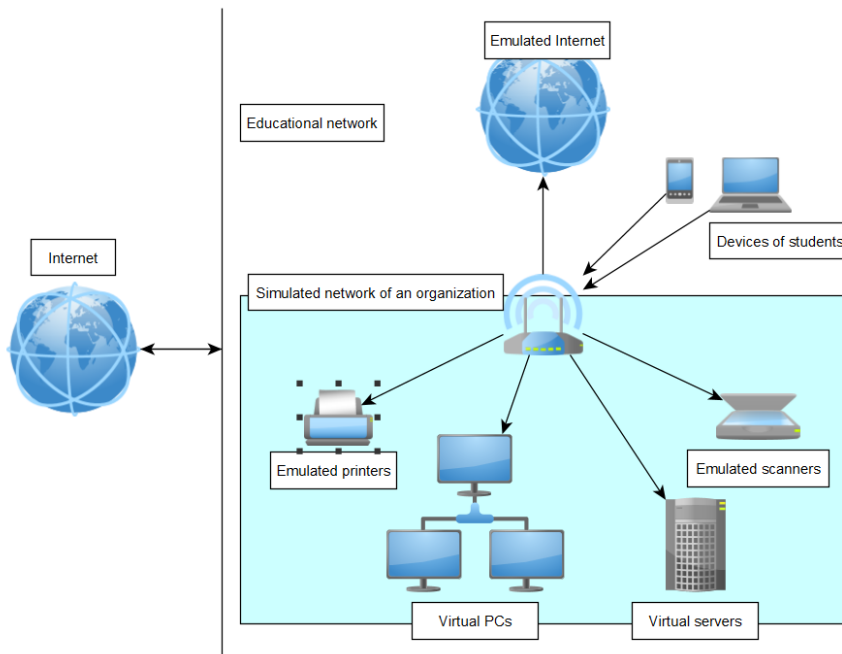 Emulated Internet
Educational network
Devices of students
Internet
Simulated network of an organization
Emulated printers
Emulated scanners
Virtual PCs
Virtual servers